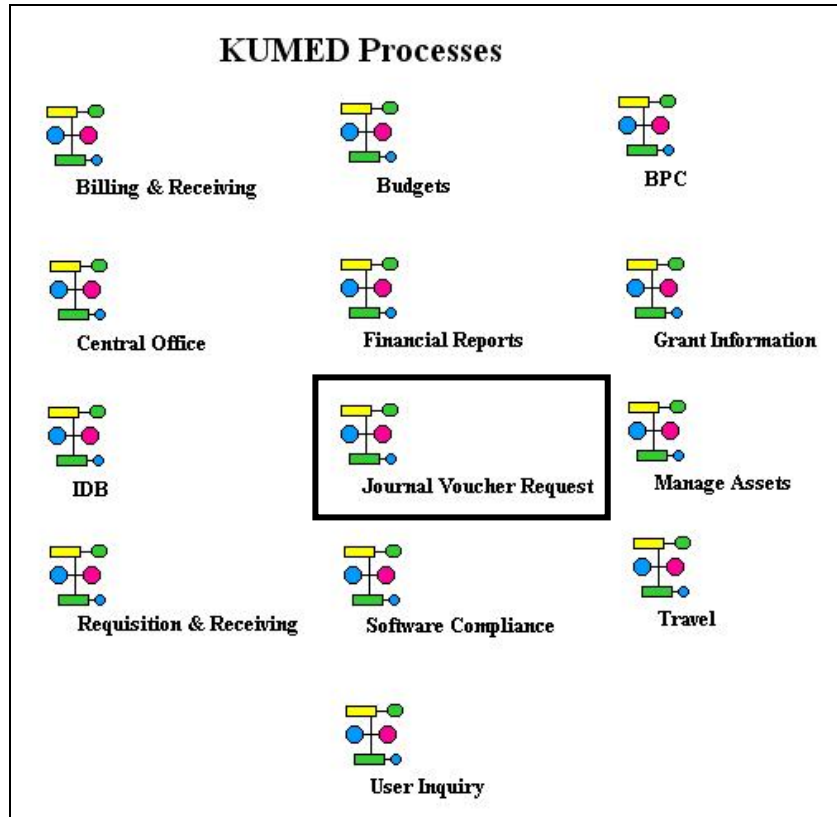 KUMED Processes
Billing & Receiving
Budgets
BPC
Central Office
Financial Reports
Grant Information
IDB
Journal Voucher Request
Manage Assets
Requisition & Receiving
Software Compliance
Travel
User Inquiry